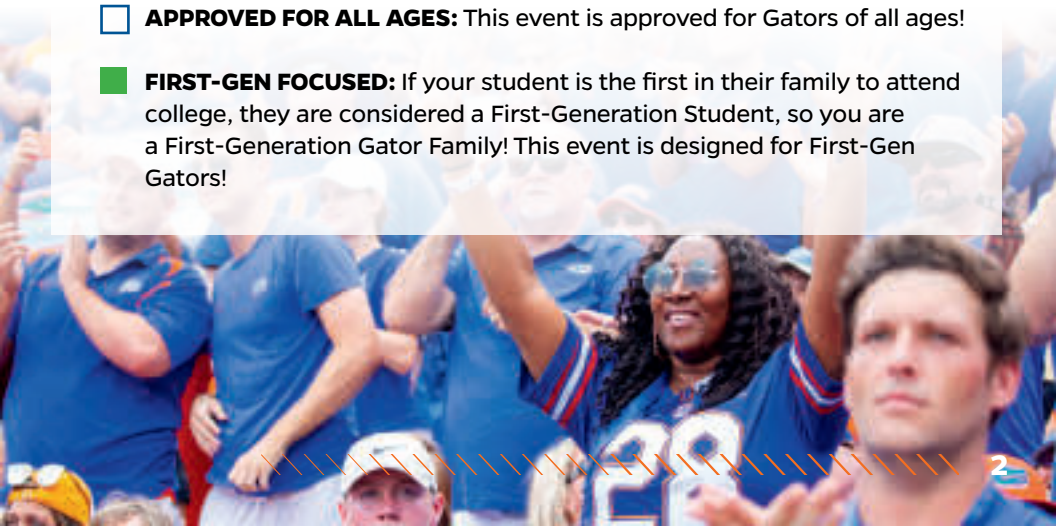 APPROVED FOR ALL AGES: This event is approved for Gators of all ages!
FIRST-GEN FOCUSED: If your student is the first in their family to attend
college, they are considered a First-Generation Student, so you are
a First-Generation Gator Family! This event is designed for First-Gen
Gators!
28
2